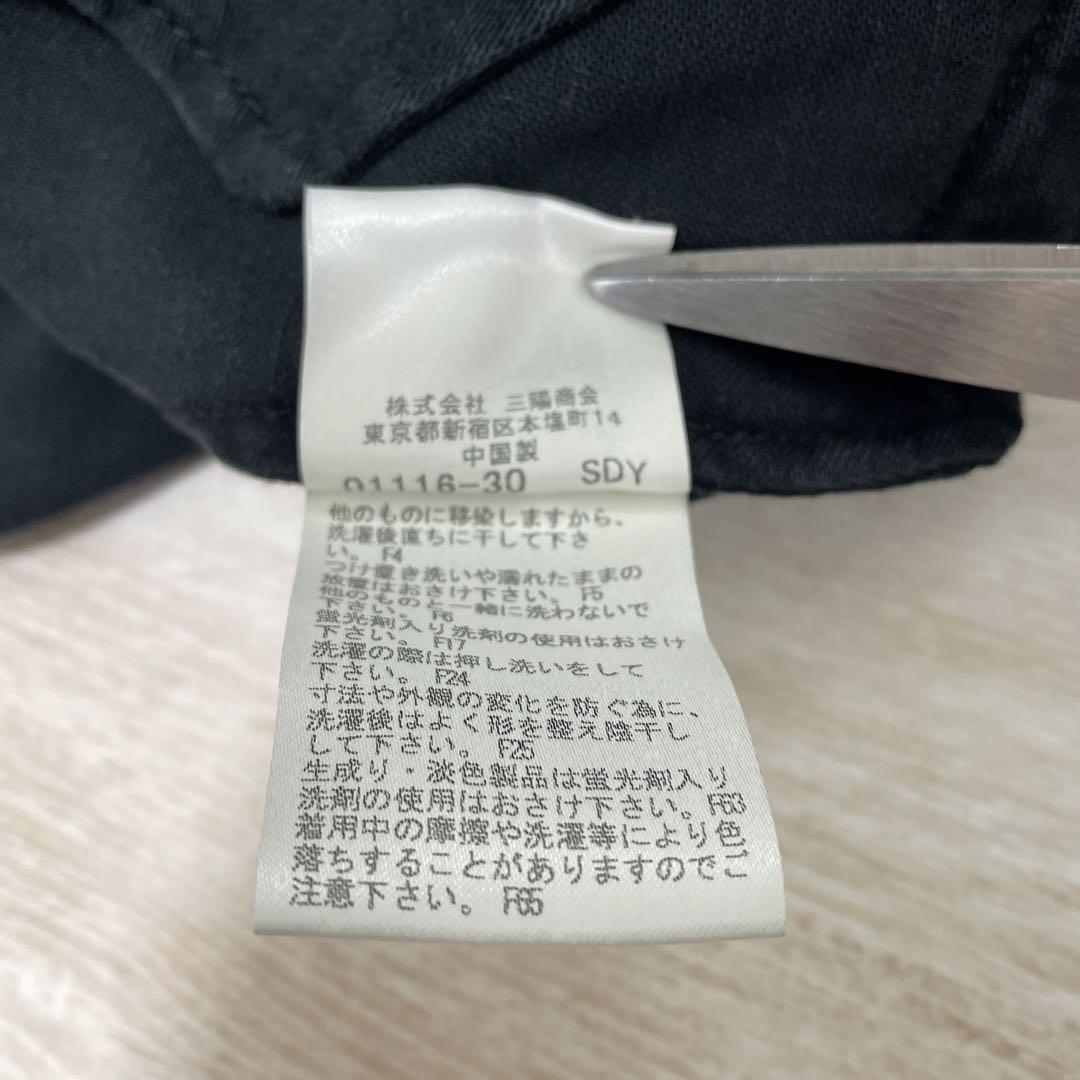 株式会社 三陽商会
東京都新宿区本塩町14
中国製
01116-30 SDY
他のものに移染しますから、
洗濯後直ちに干して下さ
い。 F4
つけ置き洗いや濡れたままの
放置はおさけ下さい。 F5
他のものと一緒に洗わないで
下さい。 F6
蛍光剤入り洗剤の使用はおさけ
下さい。 F17
洗濯の際は押し洗いをして
下さい。 F24
寸法や外観の変化を防ぐ為に、
洗濯後はよく形を整え陰干し
して下さい。 F25
生成り・淡色製品は蛍光剤入り
洗剤の使用はおさけ下さい。F63
着用中の摩擦や洗濯等により色
落ちすることがありますのでご
注意下さい。 F65